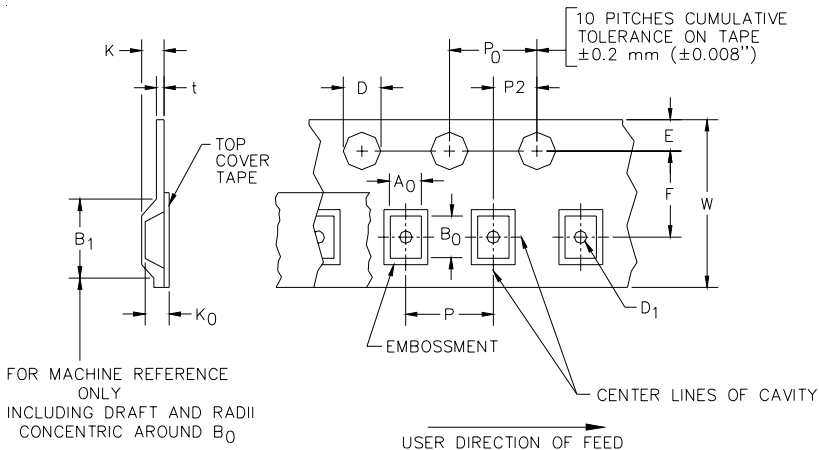 10 PITCHES CUMULATIVE
TOLERANCE ON TAPE
±0.2 mm (±0.008")
K
P0
D
P2
t
E
TOP
COVER
TAPE
A0
F
W
B1
B0
K0
P
D1
EMBOSSMENT
FOR MACHINE REFERENCE
ONLY
INCLUDING DRAFT AND RADII
CONCENTRIC AROUND B0
CENTER LINES OF CAVITY
USER DIRECTION OF FEED